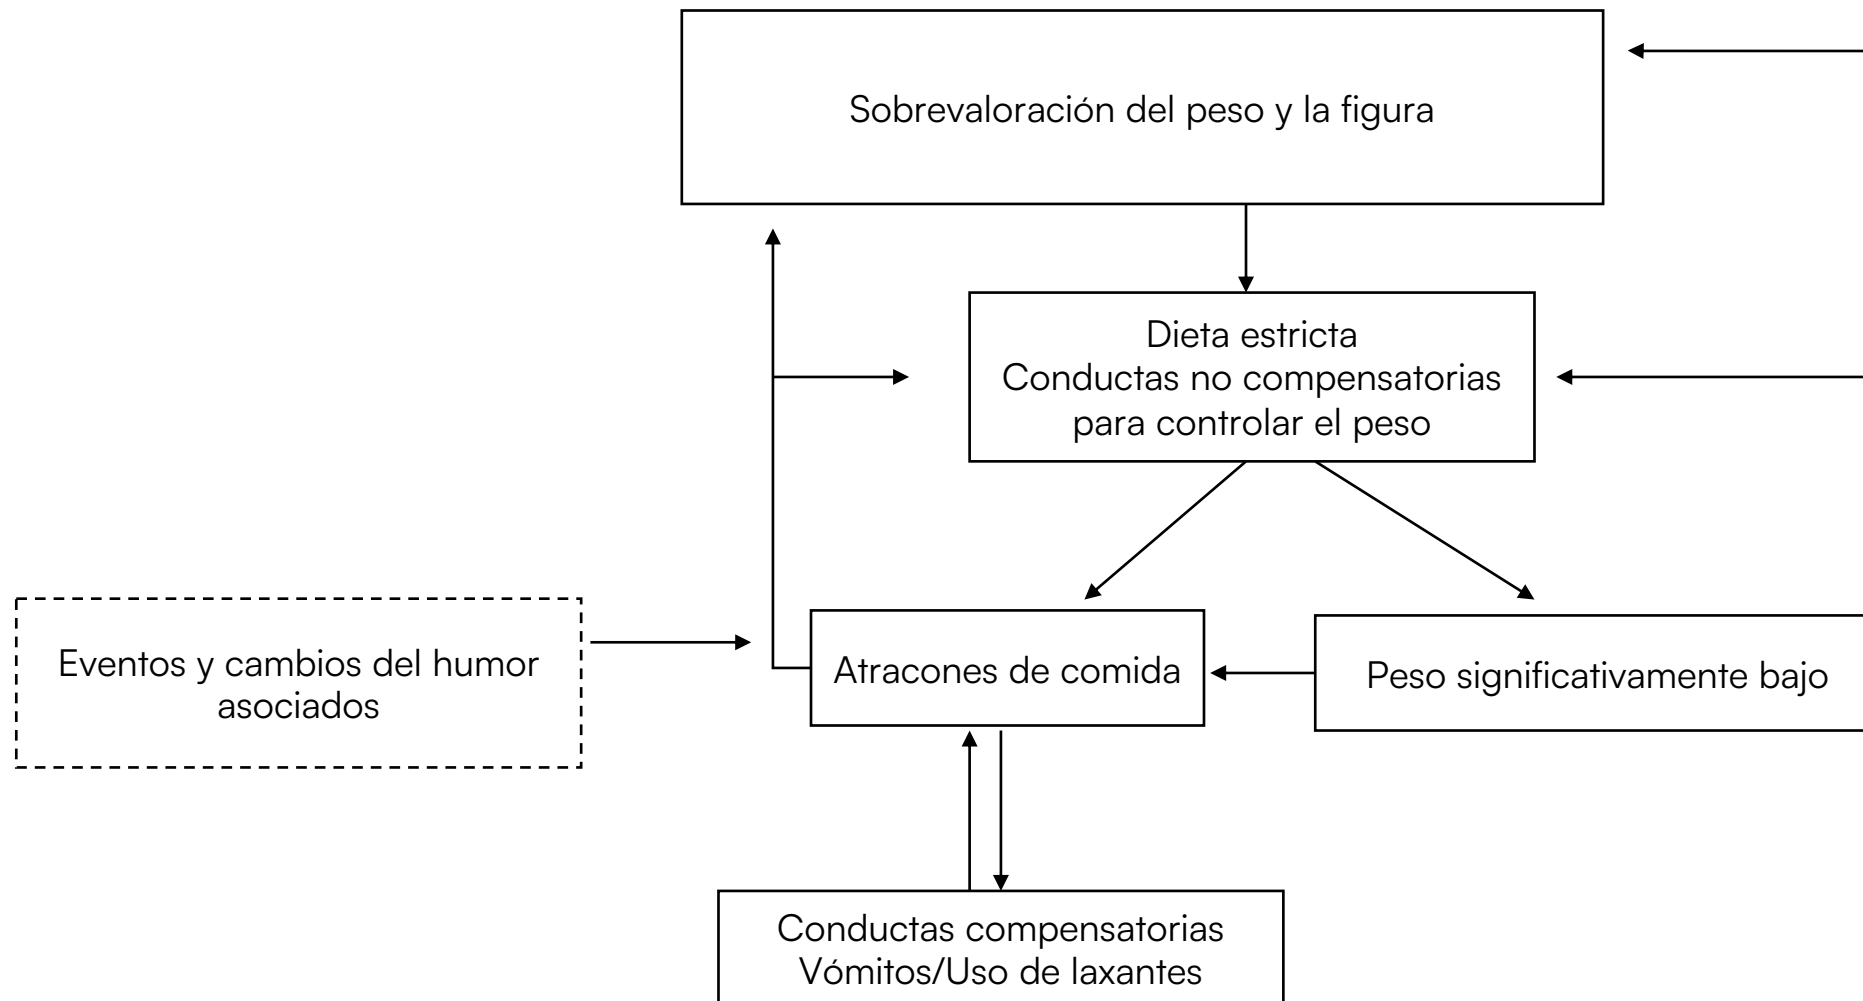 Sobrevaloración del peso y la figura
Dieta estricta
Conductas no compensatorias
para controlar el peso
Eventos y cambios del humor
asociados
Atracones de comida
Peso significativamente bajo
Conductas compensatorias
Vómitos/Uso de laxantes